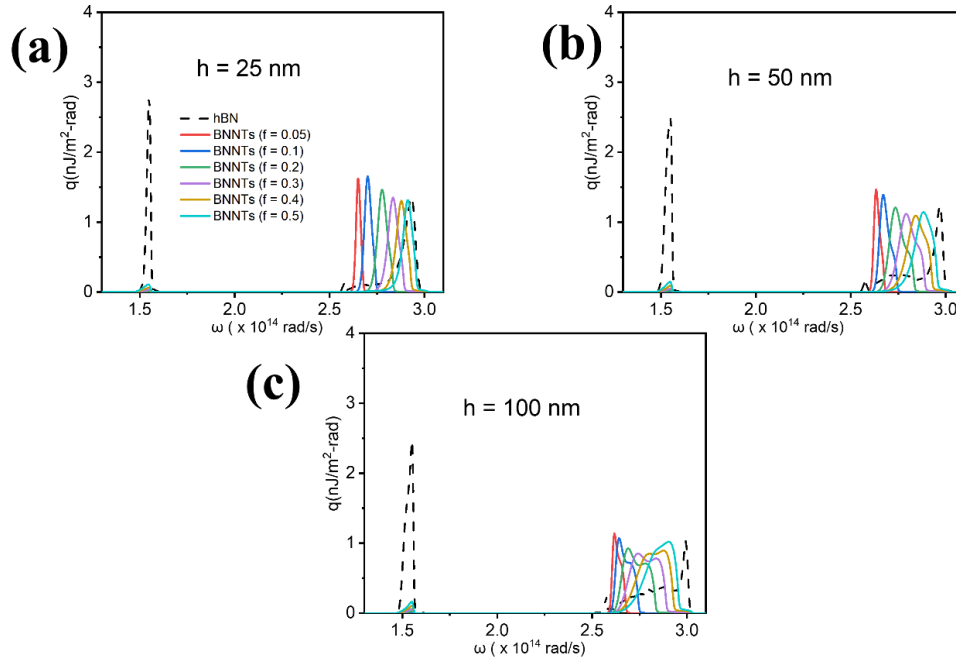 (a)
h = 25 nm
hBN
BNNTs (f = 0.05)
BNNTs (f = 0.1)
BNNTs (f = 0.2)
BNNTs (f = 0.3)
BNNTs (f = 0.4)
BNNTs (f = 0.5)
q(nJ/m²-rad)
4
3
2
1
0
1.5 2.0 2.5 3.0
ω ( x 10¹⁴ rad/s)
(b)
h = 50 nm
q(nJ/m²-rad)
4
3
2
1
0
1.5 2.0 2.5 3.0
ω ( x 10¹⁴ rad/s)
(c)
h = 100 nm
q(nJ/m²-rad)
4
3
2
1
0
1.5 2.0 2.5 3.0
ω ( x 10¹⁴ rad/s)